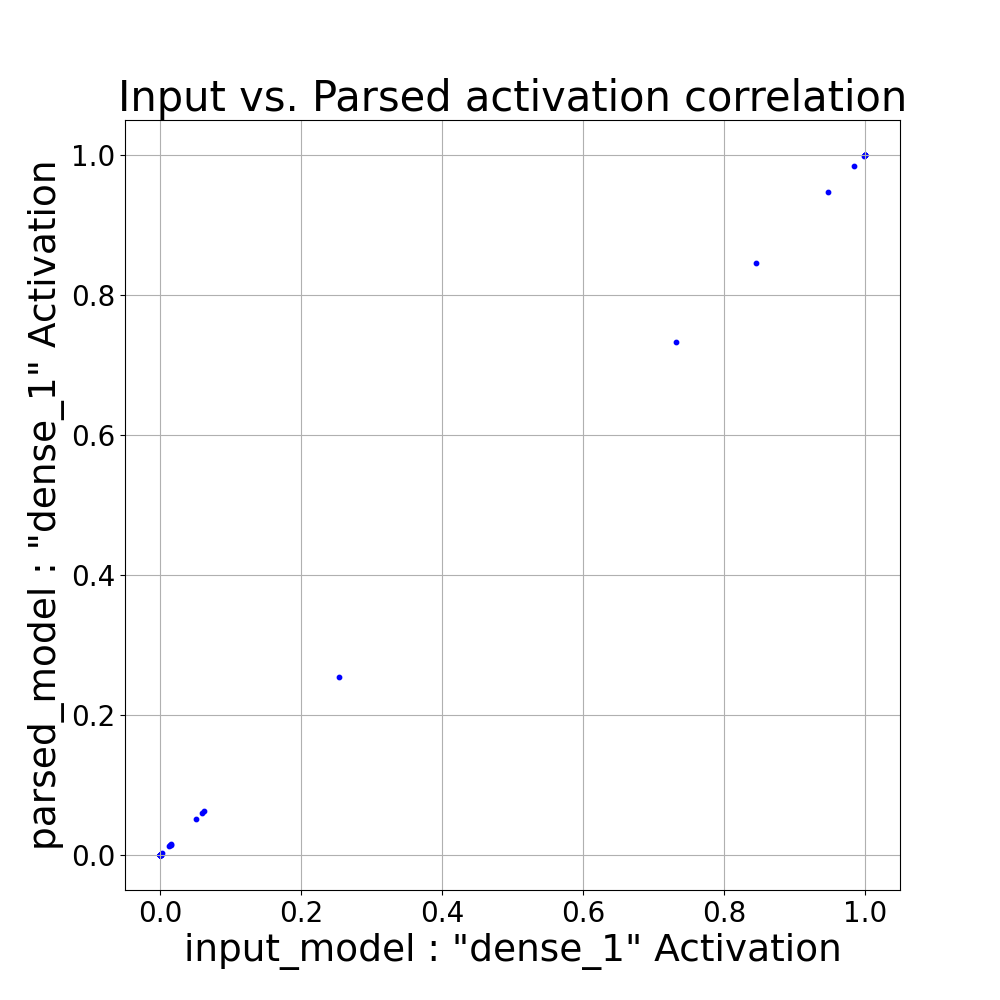 Input vs. Parsed activation correlation
parsed_model : "dense_1" Activation
1.0
0.8
0.6
0.4
0.2
0.0
0.0 0.2 0.4 0.6 0.8 1.0
input_model : "dense_1" Activation